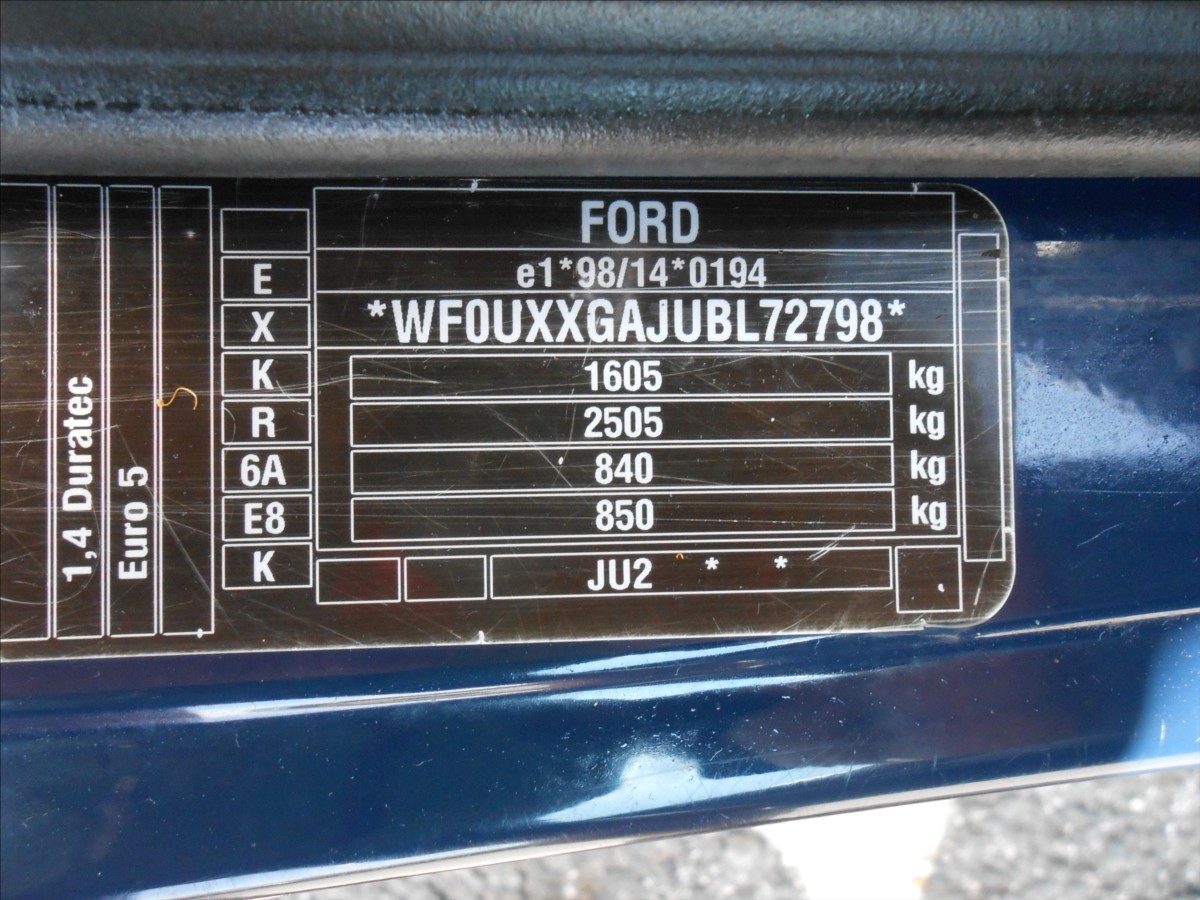 FORD
E
e1*98/14*0194
X
*WF0UXXGAJUBL72798*
K
1605 kg
R
2505 kg
6A
840 kg
E8
850 kg
K
JU2 * *
1,4 Duratec
Euro 5